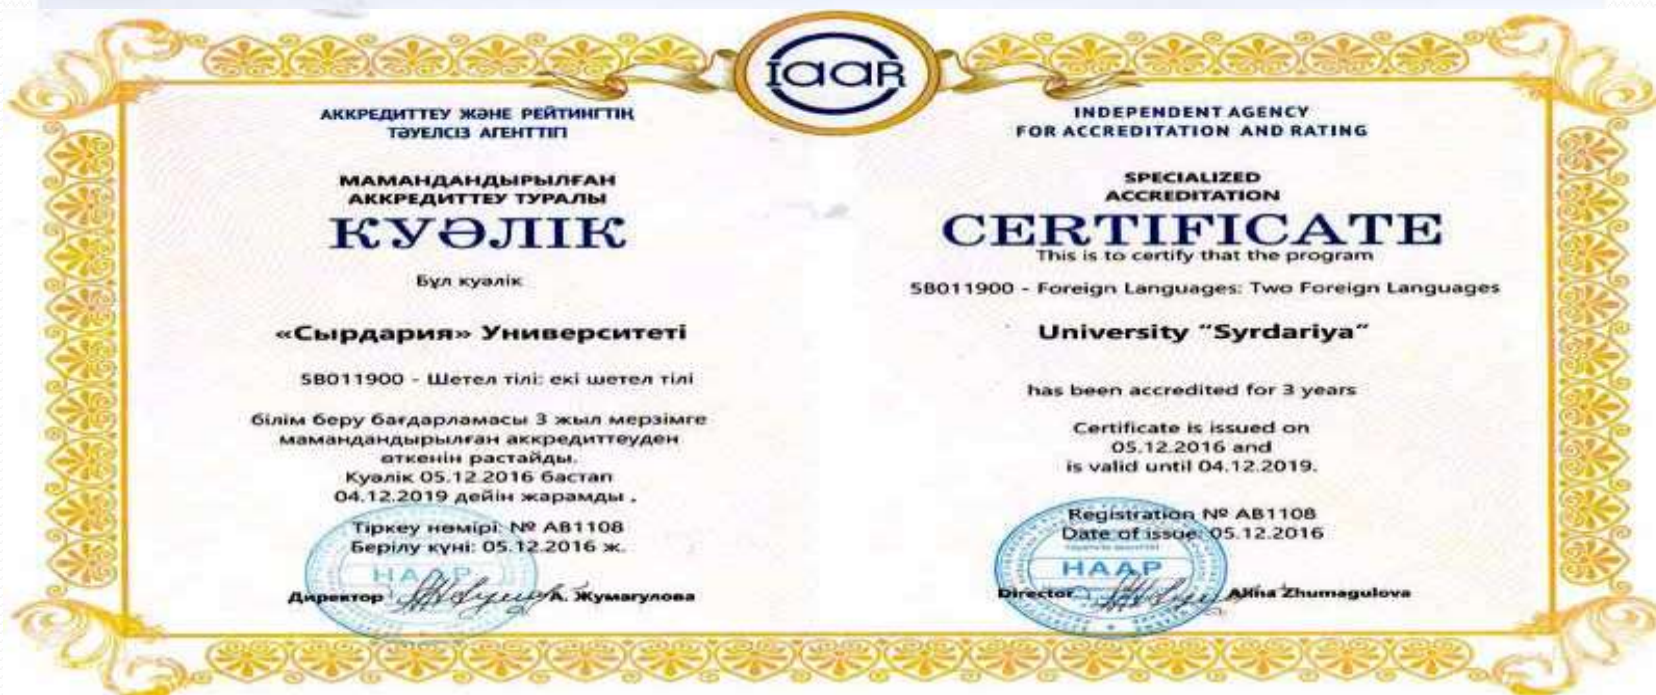 IAAR
АККРЕДИТТЕУ ЖӘНЕ РЕЙТИНГТІҢ
ТӘУЕЛСІЗ АГЕНТТІГІ
МАМАНДАНДЫРЫЛҒАН
АККРЕДИТТЕУ ТУРАЛЫ
КУӘЛІК
Бұл куәлік
«Сырдария» Университеті
5В011900 - Шетел тілі: екі шетел тілі
білім беру бағдарламасы 3 жыл мерзімге
мамандандырылған аккредиттеуден
өткенін растайды.
Куәлік 05.12.2016 бастап
04.12.2019 дейін жарамды .
Тіркеу нөмірі: № АВ1108
Берілу күні: 05.12.2016 ж.
НААР
Директор А. Жумагулова
INDEPENDENT AGENCY
FOR ACCREDITATION AND RATING
SPECIALIZED
ACCREDITATION
CERTIFICATE
This is to certify that the program
5B011900 - Foreign Languages: Two Foreign Languages
University “Syrdariya”
has been accredited for 3 years
Certificate is issued on
05.12.2016 and
is valid until 04.12.2019.
Registration № AB1108
Date of issue: 05.12.2016
НААР
Director Alina Zhumagulova